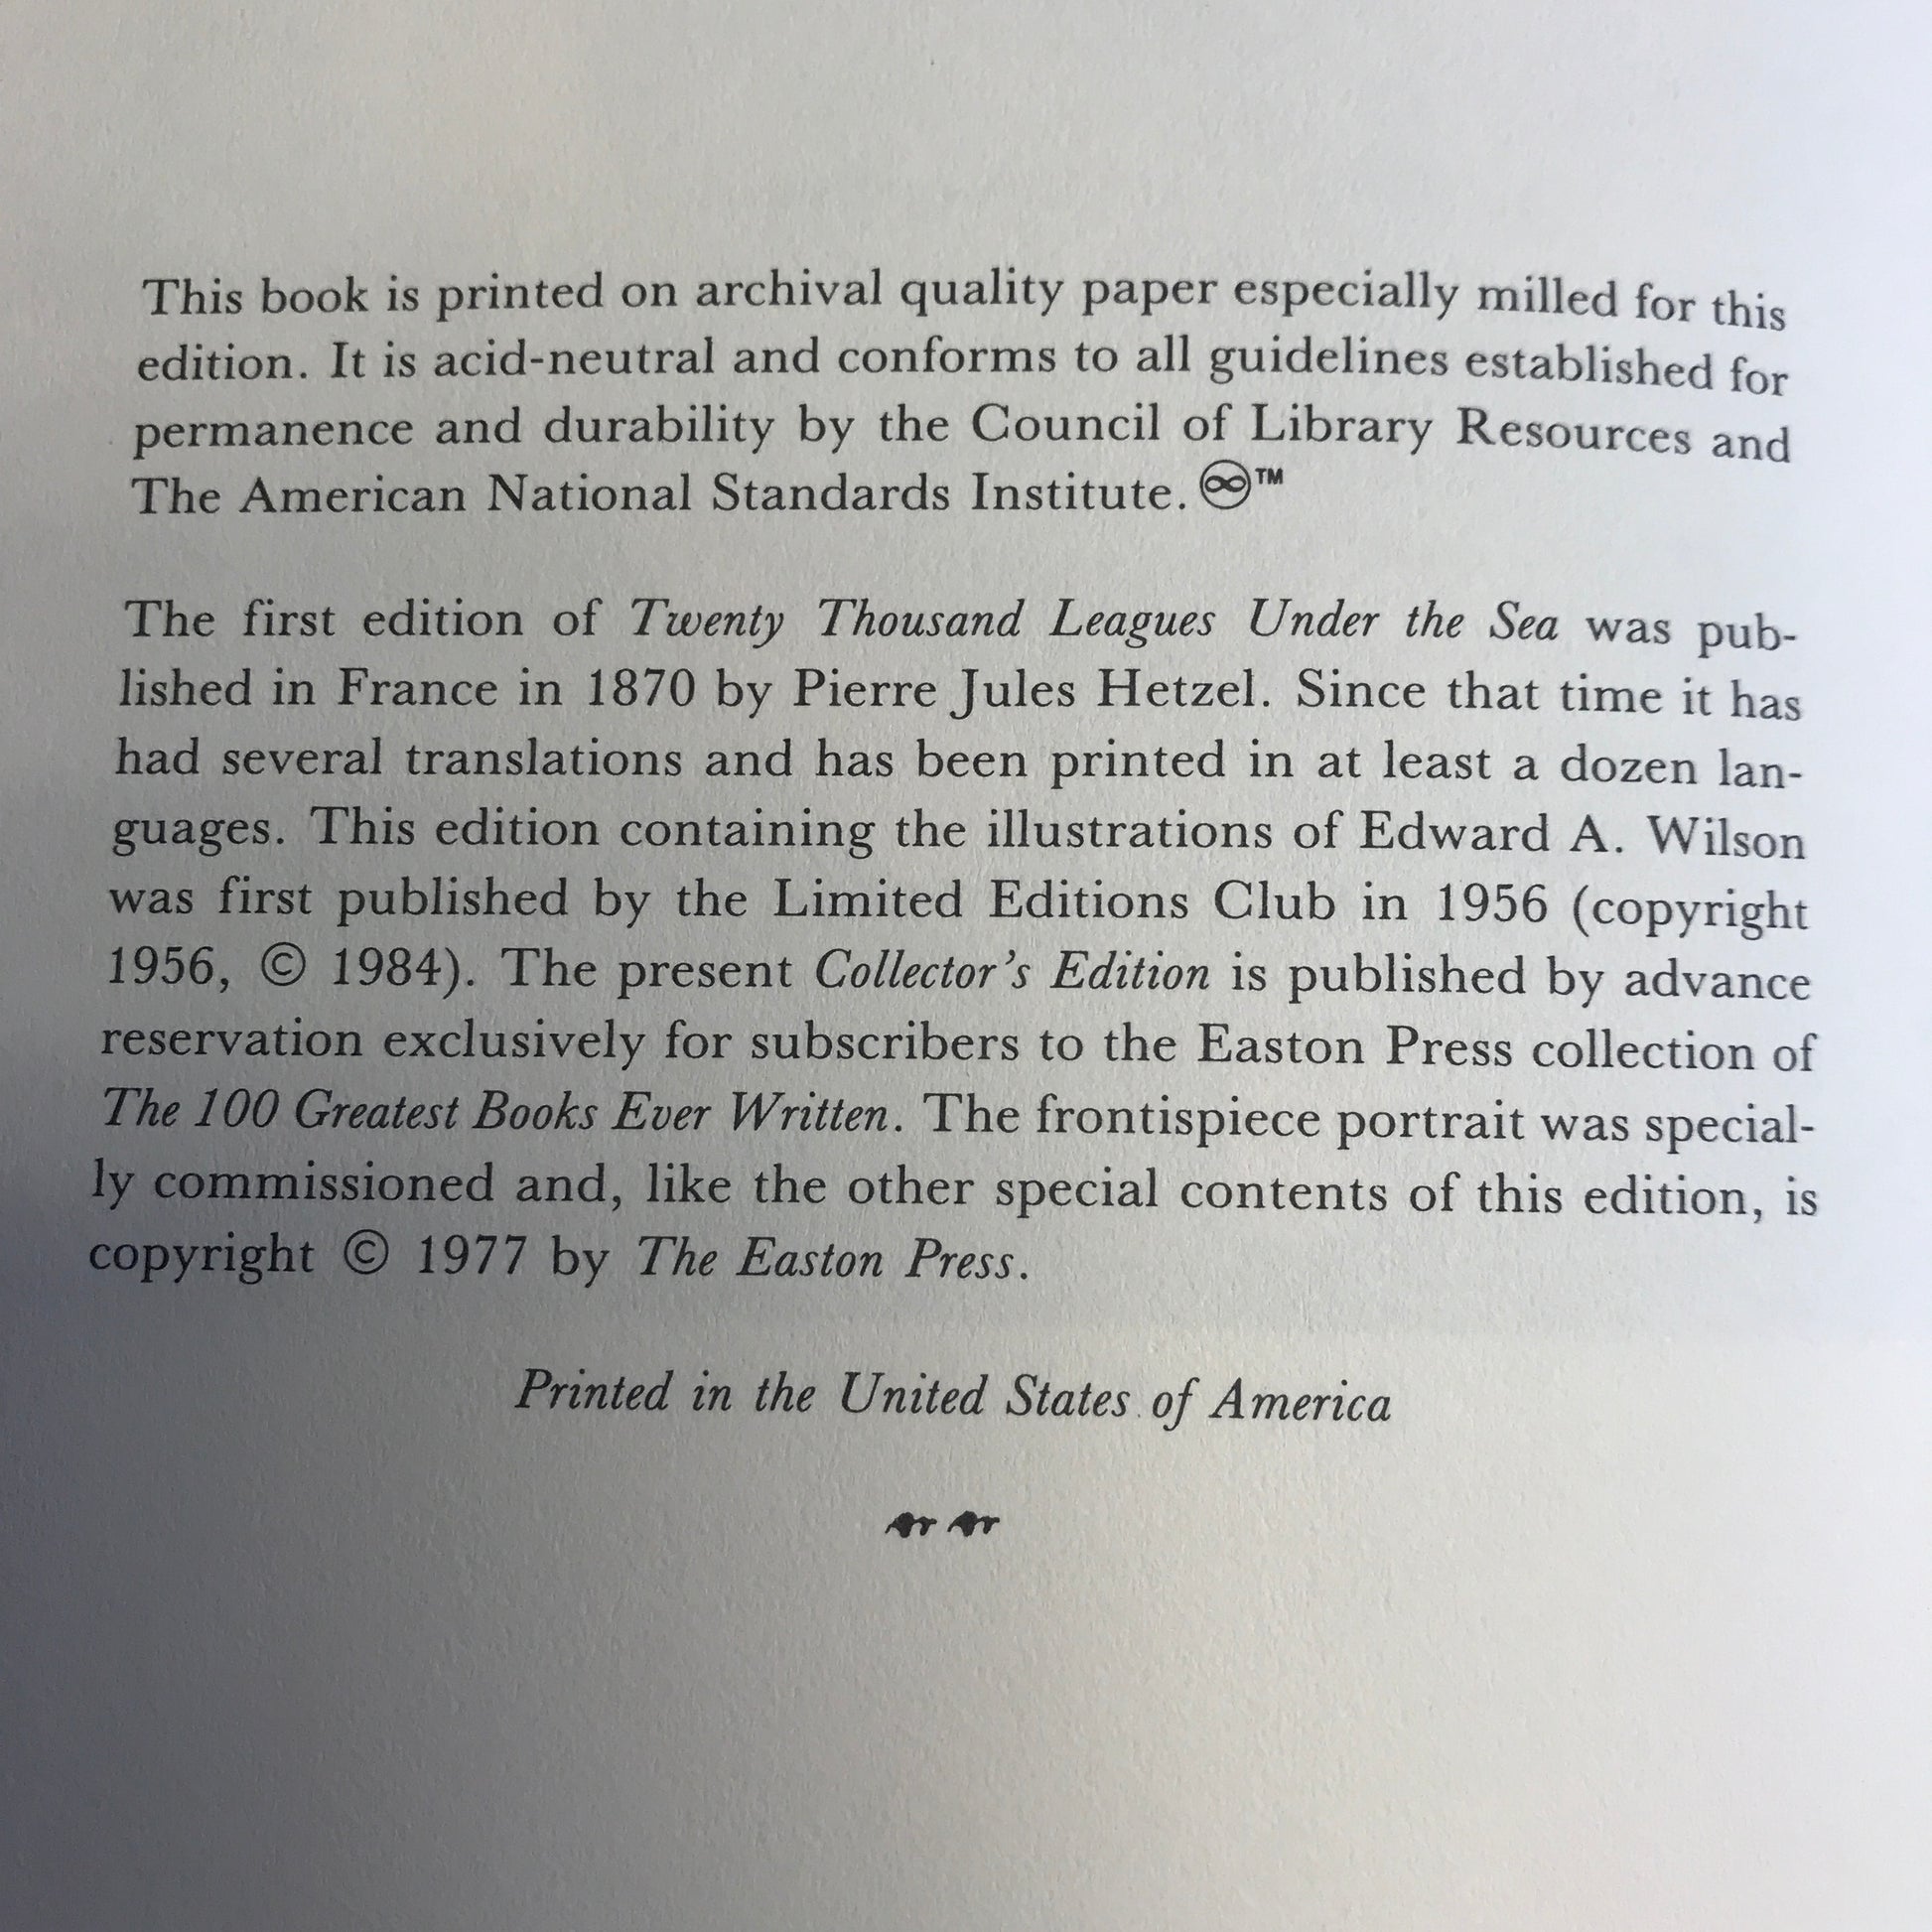 This book is printed on archival quality paper especially milled for this
edition. It is acid-neutral and conforms to all guidelines established for
permanence and durability by the Council of Library Resources and
The American National Standards Institute. ♾™
The first edition of Twenty Thousand Leagues Under the Sea was pub-
lished in France in 1870 by Pierre Jules Hetzel. Since that time it has
had several translations and has been printed in at least a dozen lan-
guages. This edition containing the illustrations of Edward A. Wilson
was first published by the Limited Editions Club in 1956 (copyright
1956, © 1984). The present Collector's Edition is published by advance
reservation exclusively for subscribers to the Easton Press collection of
The 100 Greatest Books Ever Written. The frontispiece portrait was special-
ly commissioned and, like the other special contents of this edition, is
copyright © 1977 by The Easton Press.
Printed in the United States of America